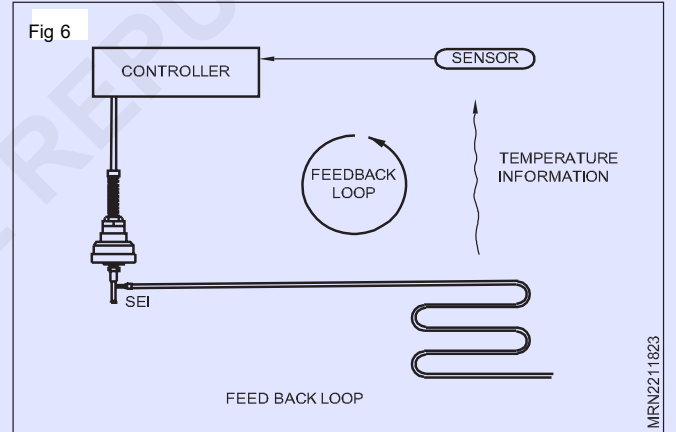 Fig 6
CONTROLLER
SENSOR
FEEDBACK
LOOP
TEMPERATURE
INFORMATION
SEI
FEED BACK LOOP
MRN2211823